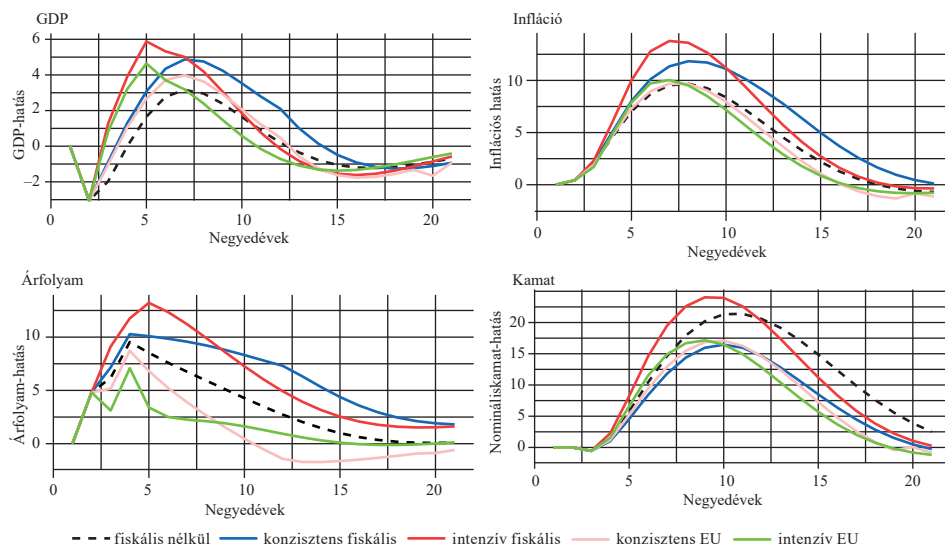 GDP
GDP-hatás
6
4
2
0
–2
0
5
10
15
20
Negyedévek
Infláció
Inflációs hatás
10
5
0
0
5
10
15
20
Negyedévek
Árfolyam
Árfolyam-hatás
10
5
0
0
5
10
15
20
Negyedévek
Kamat
Nomináliskamat-hatás
20
15
10
5
0
0
5
10
15
20
Negyedévek
fiskális nélkül konzisztens fiskális intenzív fiskális konzisztens EU intenzív EU